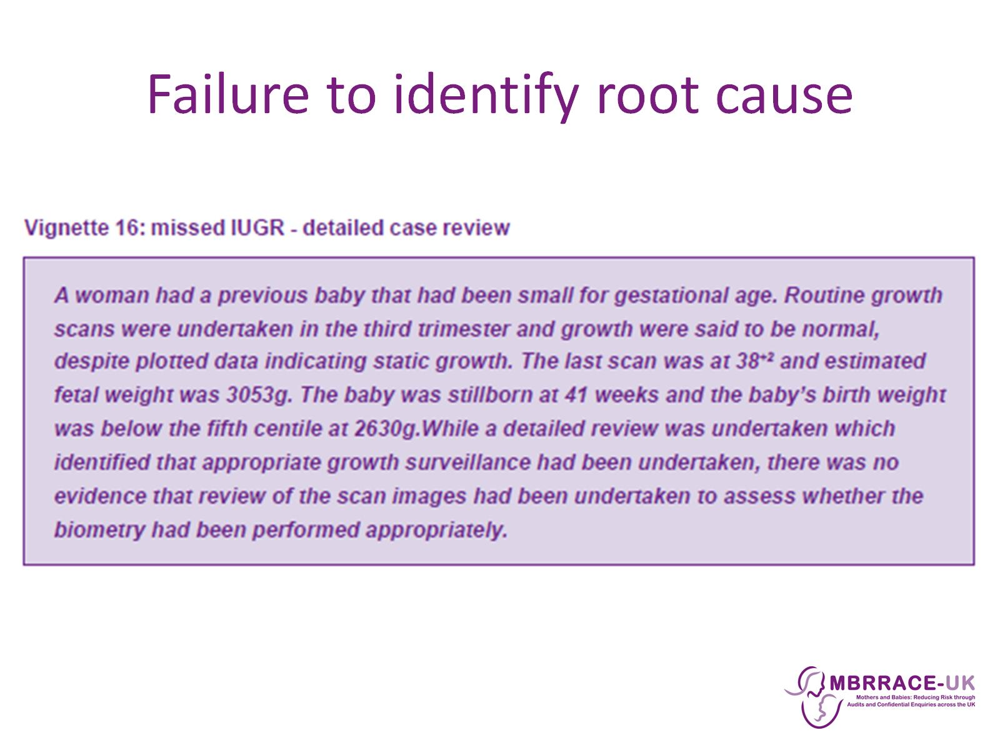 Failure to identify root cause
Vignette 16: missed IUGR - detailed case review
A woman had a previous baby that had been small for gestational age. Routine growth
scans were undertaken in the third trimester and growth were said to be normal,
despite plotted data indicating static growth. The last scan was at 38⁺² and estimated
fetal weight was 3053g. The baby was stillborn at 41 weeks and the baby's birth weight
was below the fifth centile at 2630g.While a detailed review was undertaken which
identified that appropriate growth surveillance had been undertaken, there was no
evidence that review of the scan images had been undertaken to assess whether the
biometry had been performed appropriately.
MBRRACE-UK
Mothers and Babies: Reducing Risk through
Audits and Confidential Enquiries across the UK